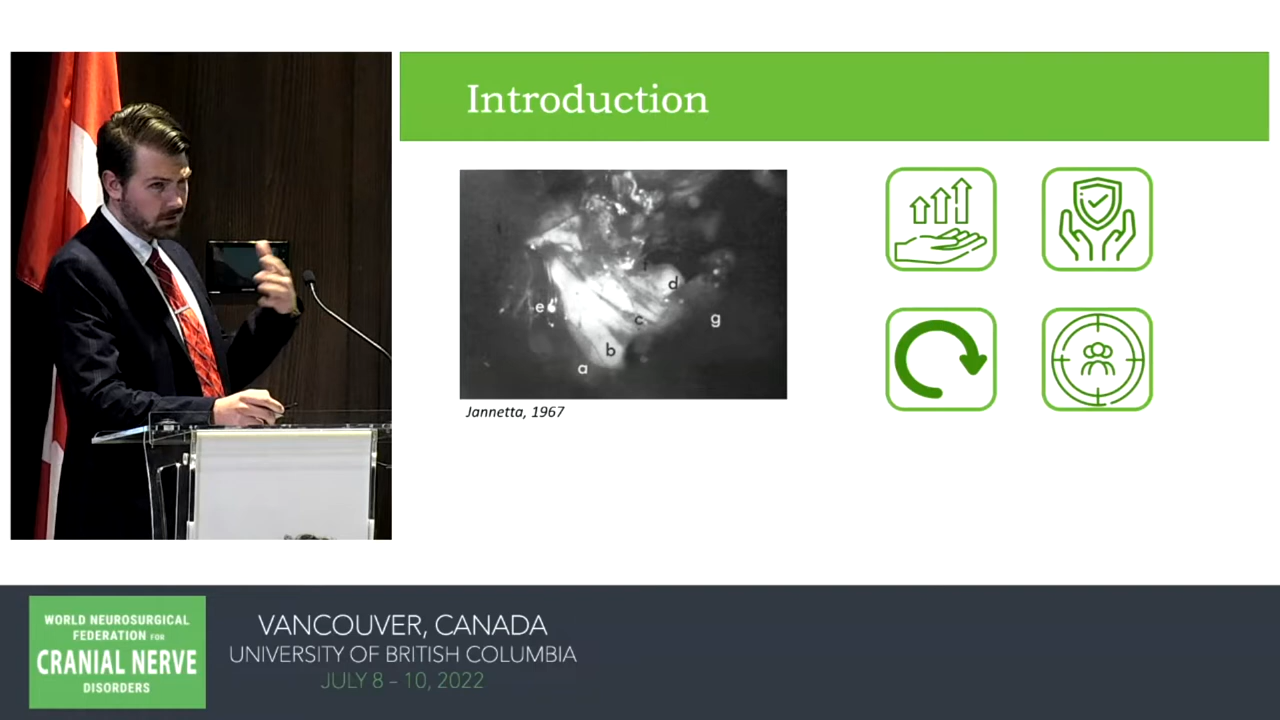 Introduction
e
f
d
c
g
b
a
Jannetta, 1967
WORLD NEUROSURGICAL
FEDERATION FOR
CRANIAL NERVE
DISORDERS
VANCOUVER, CANADA
UNIVERSITY OF BRITISH COLUMBIA
JULY 8 – 10, 2022